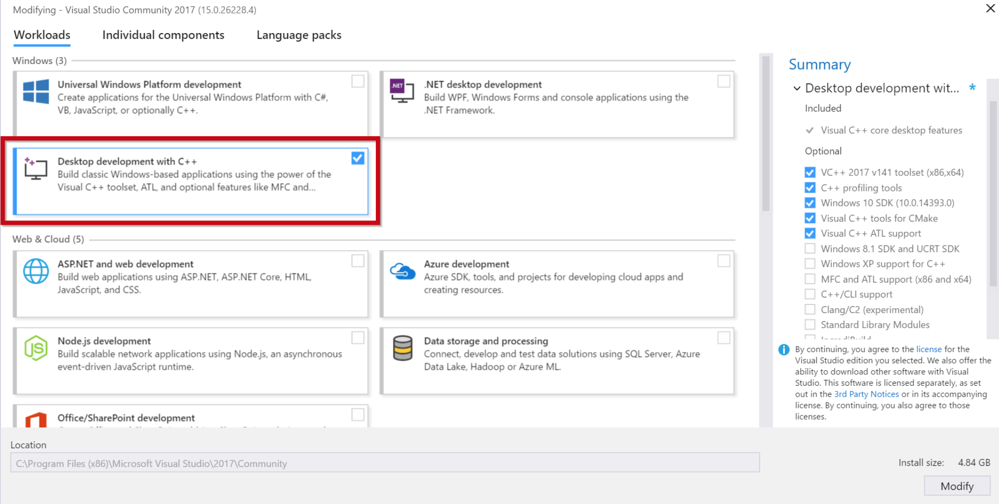 Modifying - Visual Studio Community 2017 (15.0.26228.4)
Workloads
Individual components
Language packs
Windows (3)
Universal Windows Platform development
Create applications for the Universal Windows Platform with C#,
VB, JavaScript, or optionally C++.
.NET
.NET desktop development
Build WPF, Windows Forms and console applications using the
.NET Framework.
Desktop development with C++
Build classic Windows-based applications using the power of the
Visual C++ toolset, ATL, and optional features like MFC and...
Web & Cloud (5)
ASP.NET and web development
Build web applications using ASP.NET, ASP.NET Core, HTML,
JavaScript, and CSS.
Azure development
Azure SDK, tools, and projects for developing cloud apps and
creating resources.
JS
Node.js development
Build scalable network applications using Node.js, an asynchronous
event-driven JavaScript runtime.
Data storage and processing
Connect, develop and test data solutions using SQL Server, Azure
Data Lake, Hadoop or Azure ML.
Office/SharePoint development
Summary
Desktop development wit... *
Included
Visual C++ core desktop features
Optional
VC++ 2017 v141 toolset (x86,x64)
C++ profiling tools
Windows 10 SDK (10.0.14393.0)
Visual C++ tools for CMake
Visual C++ ATL support
Windows 8.1 SDK and UCRT SDK
Windows XP support for C++
MFC and ATL support (x86 and x64)
C++/CLI support
Clang/C2 (experimental)
Standard Library Modules
IncrediBuild
By continuing, you agree to the license for the
Visual Studio edition you selected. We also offer the
ability to download other software with Visual
Studio. This software is licensed separately, as set
out in the 3rd Party Notices or in its accompanying
license. By continuing, you also agree to those
licenses.
Location
C:\Program Files (x86)\Microsoft Visual Studio\2017\Community
Install size: 4.84 GB
Modify